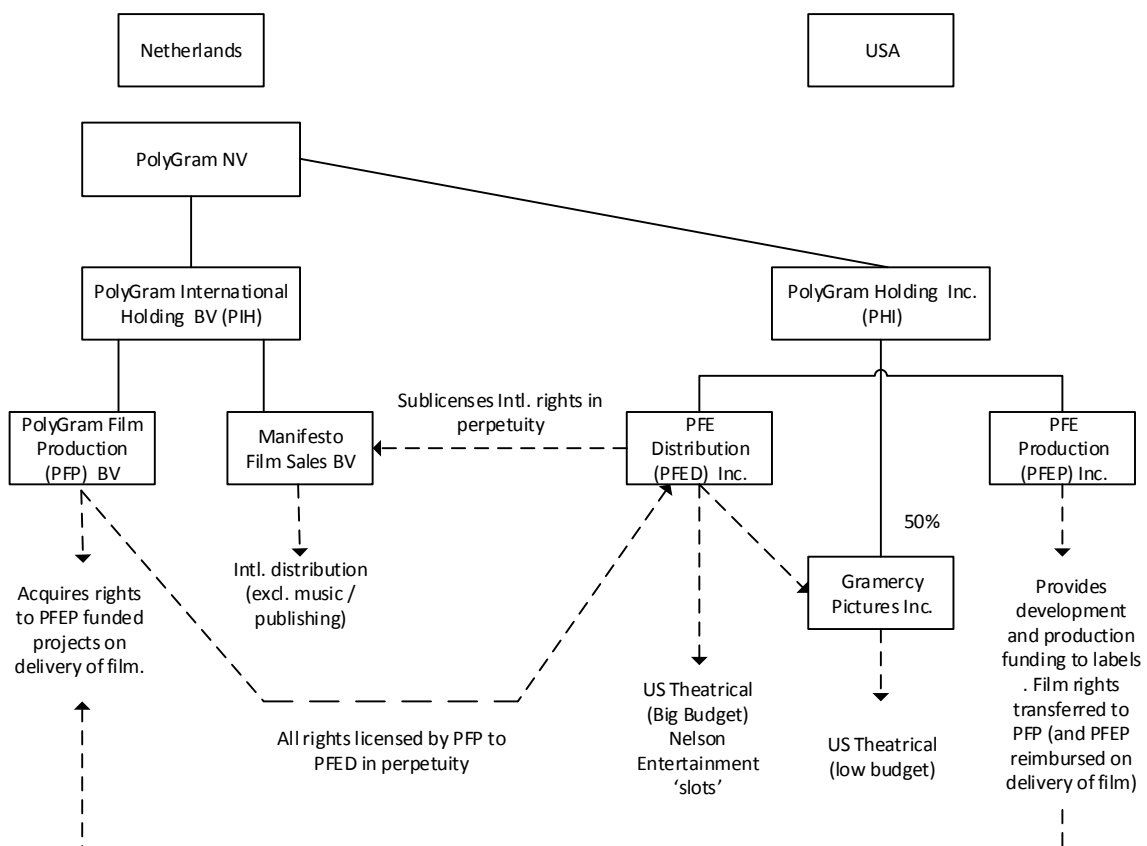 Netherlands
USA
PolyGram NV
PolyGram International
Holding BV (PIH)
PolyGram Holding Inc.
(PHI)
Sublicenses Intl. rights in
perpetuity
PolyGram Film
Production
(PFP) BV
Manifesto
Film Sales BV
PFE
Distribution
(PFED) Inc.
PFE
Production
(PFEP) Inc.
50%
Acquires rights
to PFEP funded
projects on
delivery of film.
Intl. distribution
(excl. music /
publishing)
Gramercy
Pictures Inc.
Provides
development
and production
funding to labels
. Film rights
transferred to
PFP (and PFEP
reimbursed on
delivery of film)
All rights licensed by PFP to
PFED in perpetuity
US Theatrical
(Big Budget)
Nelson
Entertainment
‘slots’
US Theatrical
(low budget)